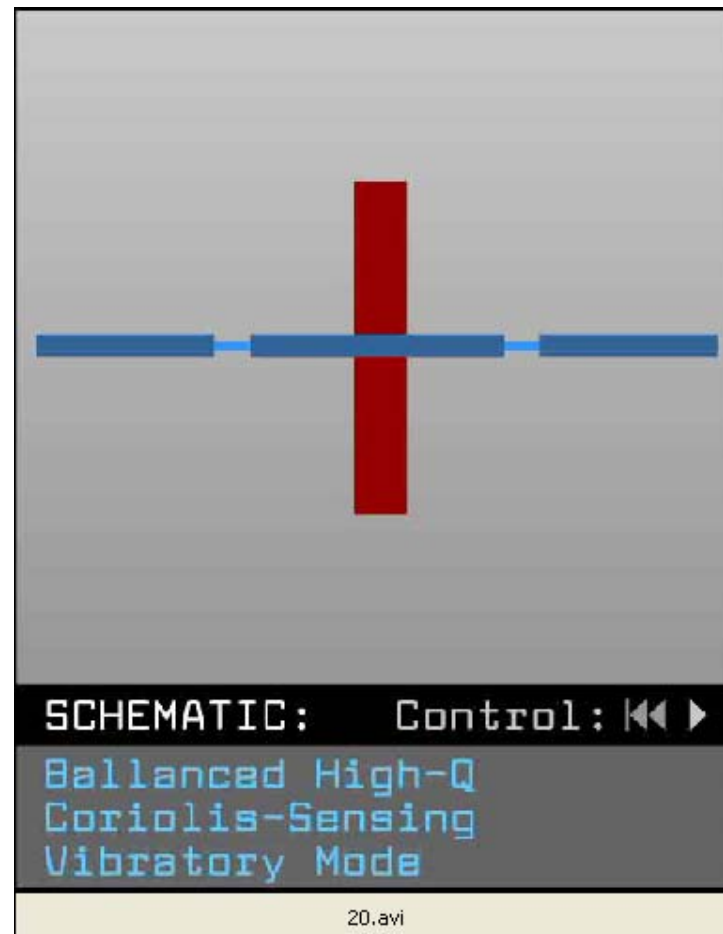 SCHEMATIC: Control:
Ballanced High-Q
Coriolis-Sensing
Vibratory Mode
20.avi